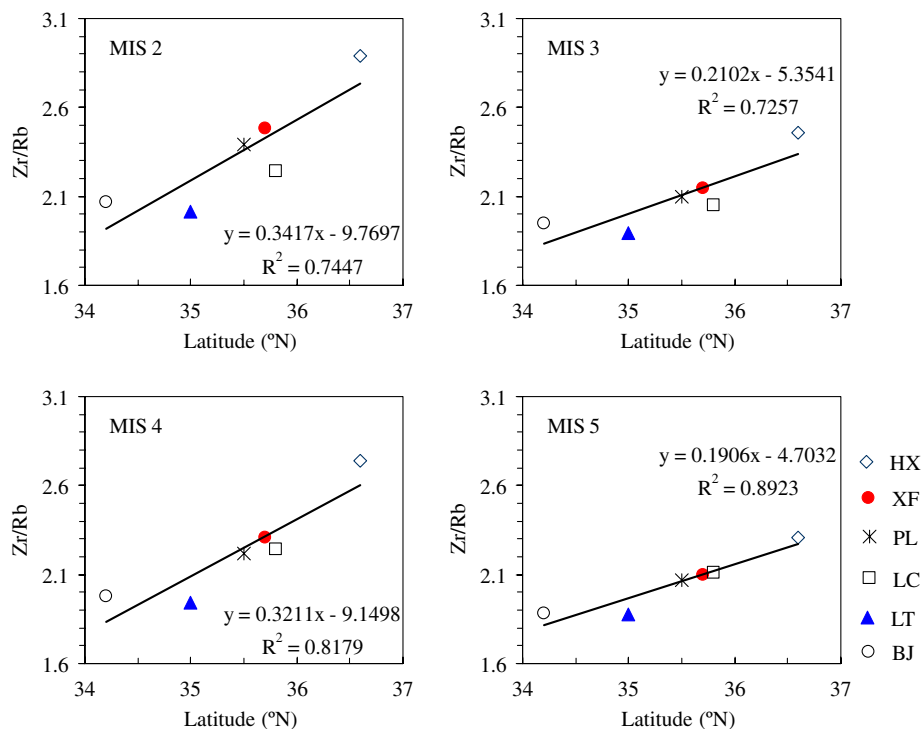 MIS 2
Zr/Rb
3.1
2.6
2.1
1.6
y = 0.3417x - 9.7697
R² = 0.7447
34 35 36 37
Latitude (ºN)
MIS 3
Zr/Rb
3.1
2.6
2.1
1.6
y = 0.2102x - 5.3541
R² = 0.7257
34 35 36 37
Latitude (ºN)
MIS 4
Zr/Rb
3.1
2.6
2.1
1.6
y = 0.3211x - 9.1498
R² = 0.8179
34 35 36 37
Latitude (ºN)
MIS 5
Zr/Rb
3.1
2.6
2.1
1.6
y = 0.1906x - 4.7032
R² = 0.8923
34 35 36 37
Latitude (ºN)
HX
XF
PL
LC
LT
BJ